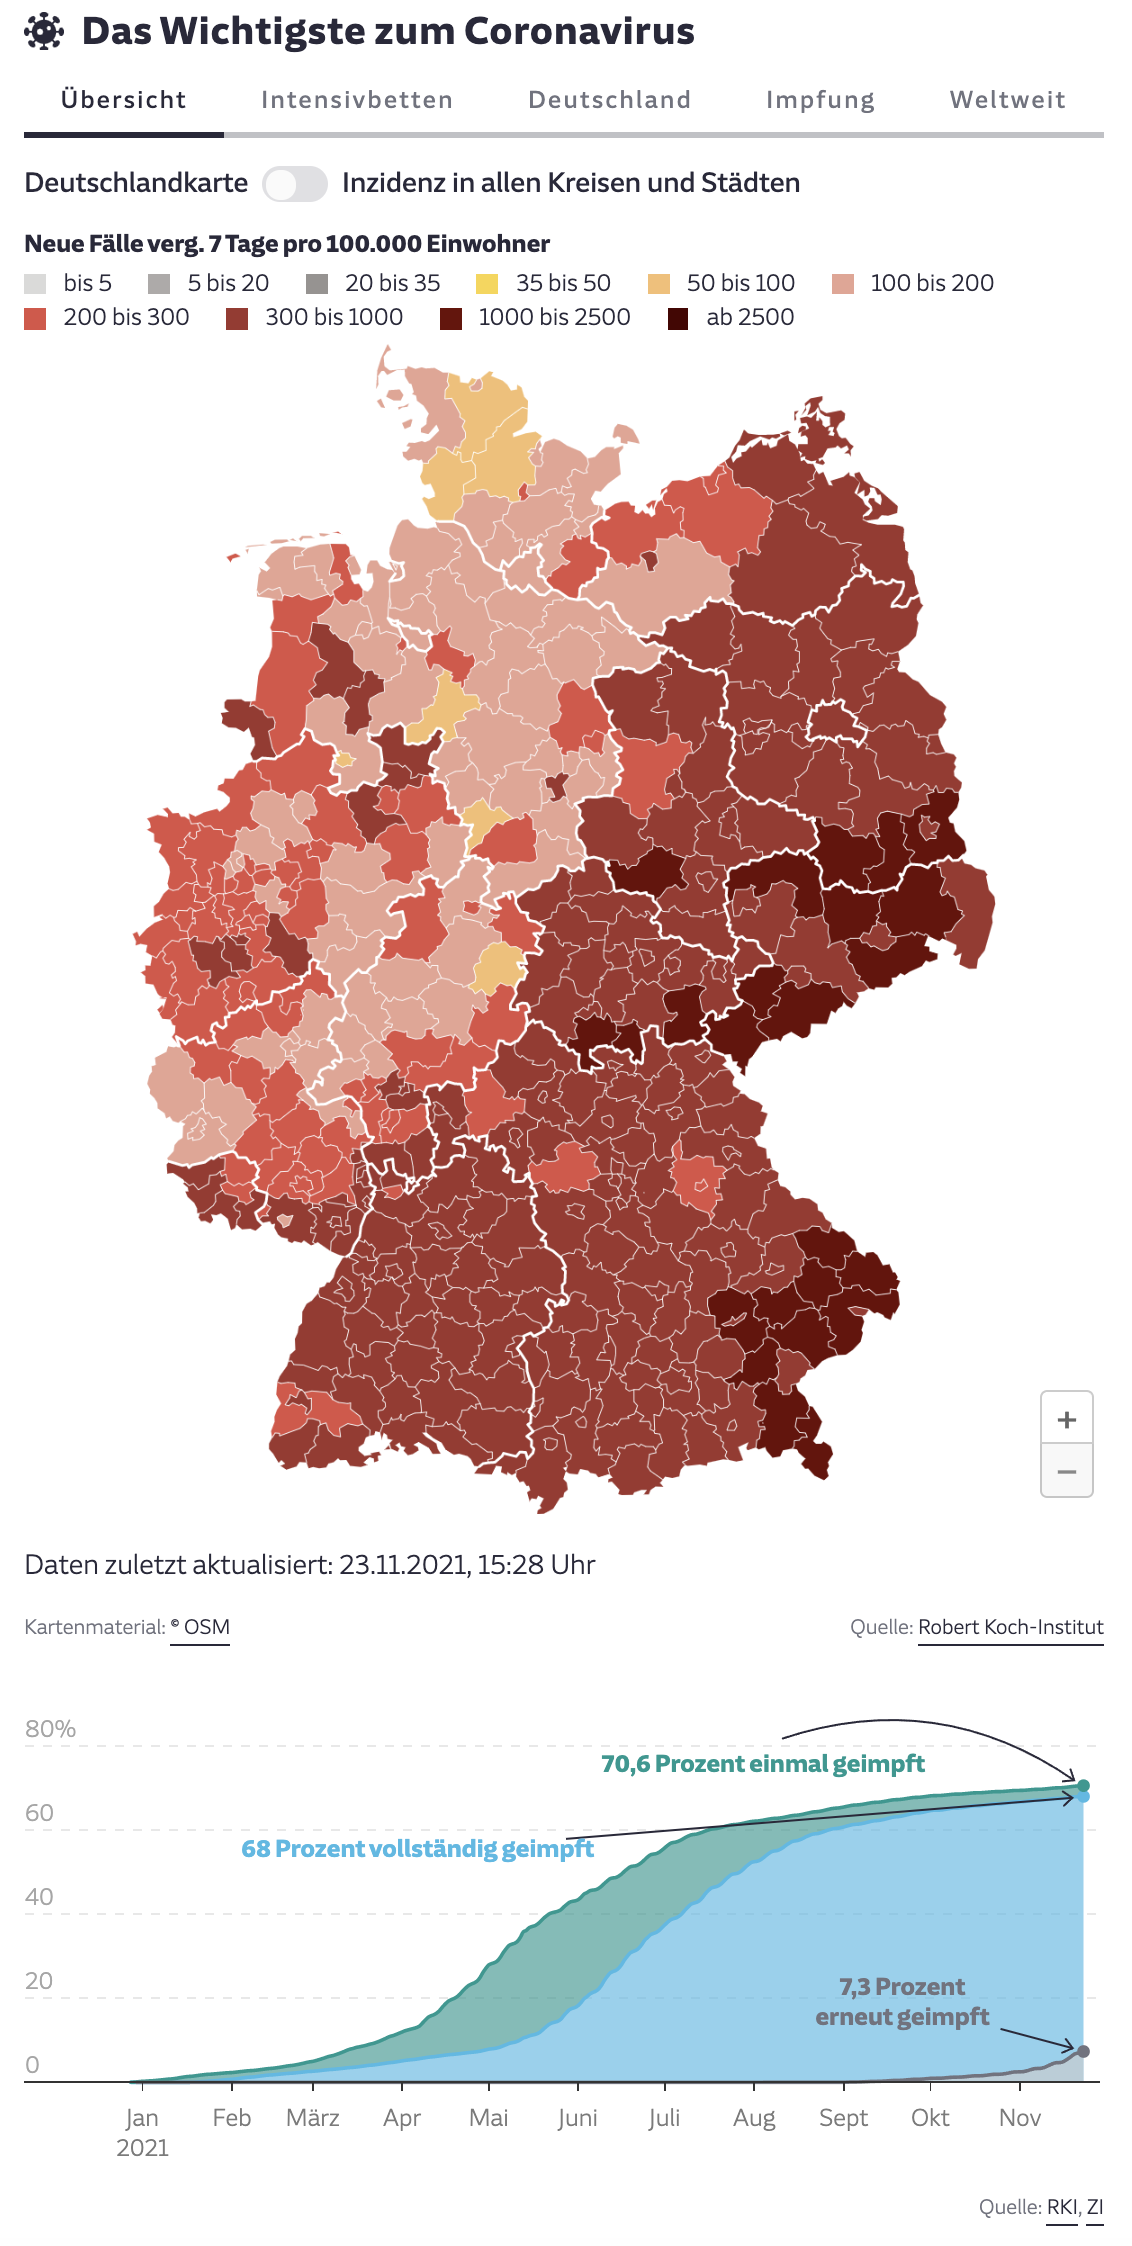 Das Wichtigste zum Coronavirus
Übersicht Intensivbetten Deutschland Impfung Weltweit
Deutschlandkarte Inzidenz in allen Kreisen und Städten
Neue Fälle verg. 7 Tage pro 100.000 Einwohner
bis 5 5 bis 20 20 bis 35 35 bis 50 50 bis 100 100 bis 200
200 bis 300 300 bis 1000 1000 bis 2500 ab 2500
+
−
Daten zuletzt aktualisiert: 23.11.2021, 15:28 Uhr
Kartenmaterial: © OSM Quelle: Robert Koch-Institut
80%
70,6 Prozent einmal geimpft
60
68 Prozent vollständig geimpft
40
20
7,3 Prozent
erneut geimpft
0
Jan Feb März Apr Mai Juni Juli Aug Sept Okt Nov
2021
Quelle: RKI, ZI